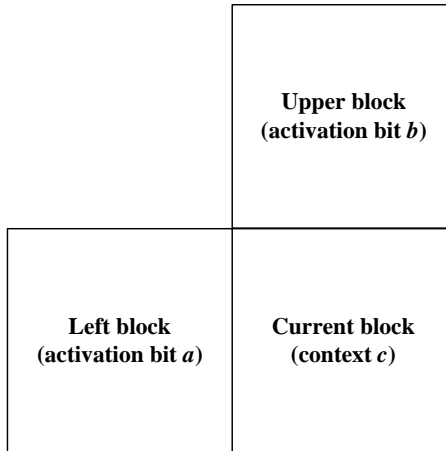 Upper block
(activation bit b)
Left block
(activation bit a)
Current block
(context c)